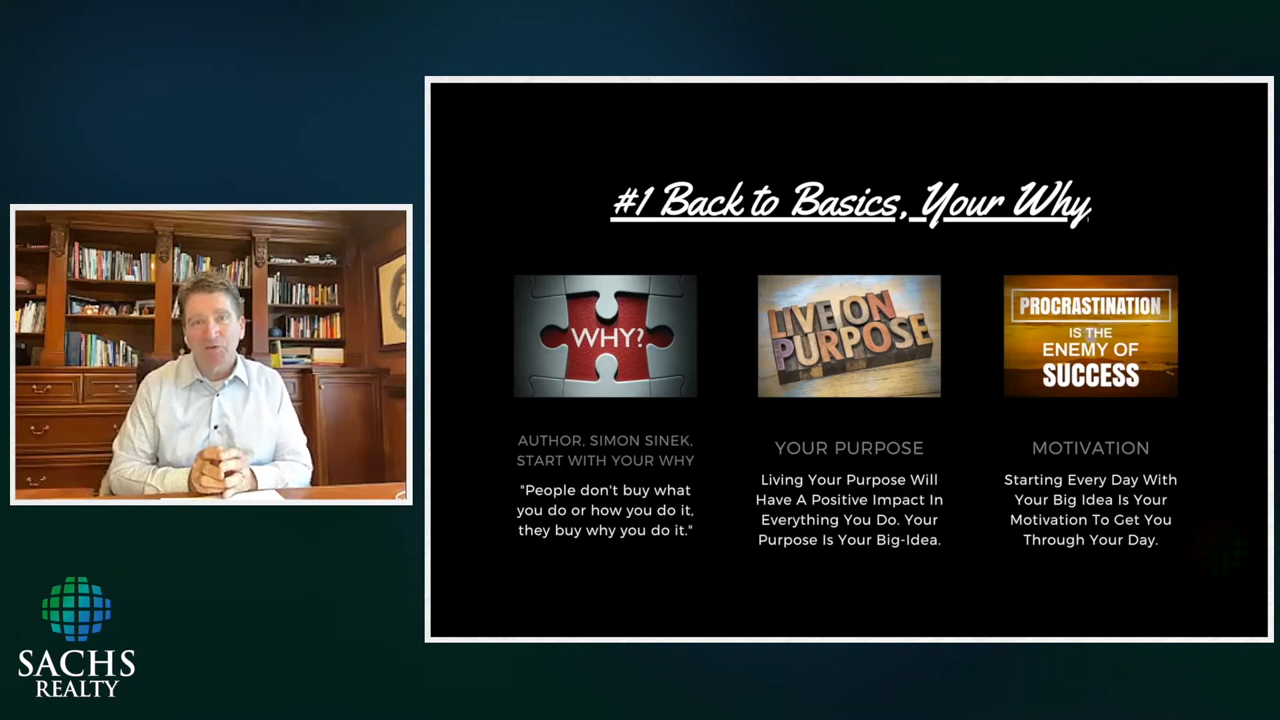 #1 Back to Basics, Your Why
WHY?
LIVE ON
PURPOSE
PROCRASTINATION
IS THE
ENEMY OF
SUCCESS
AUTHOR, SIMON SINEK,
START WITH YOUR WHY
"People don't buy what
you do or how you do it,
they buy why you do it."
YOUR PURPOSE
Living Your Purpose Will
Have A Positive Impact In
Everything You Do. Your
Purpose Is Your Big-Idea.
MOTIVATION
Starting Every Day With
Your Big Idea Is Your
Motivation To Get You
Through Your Day.
SACHS
REALTY